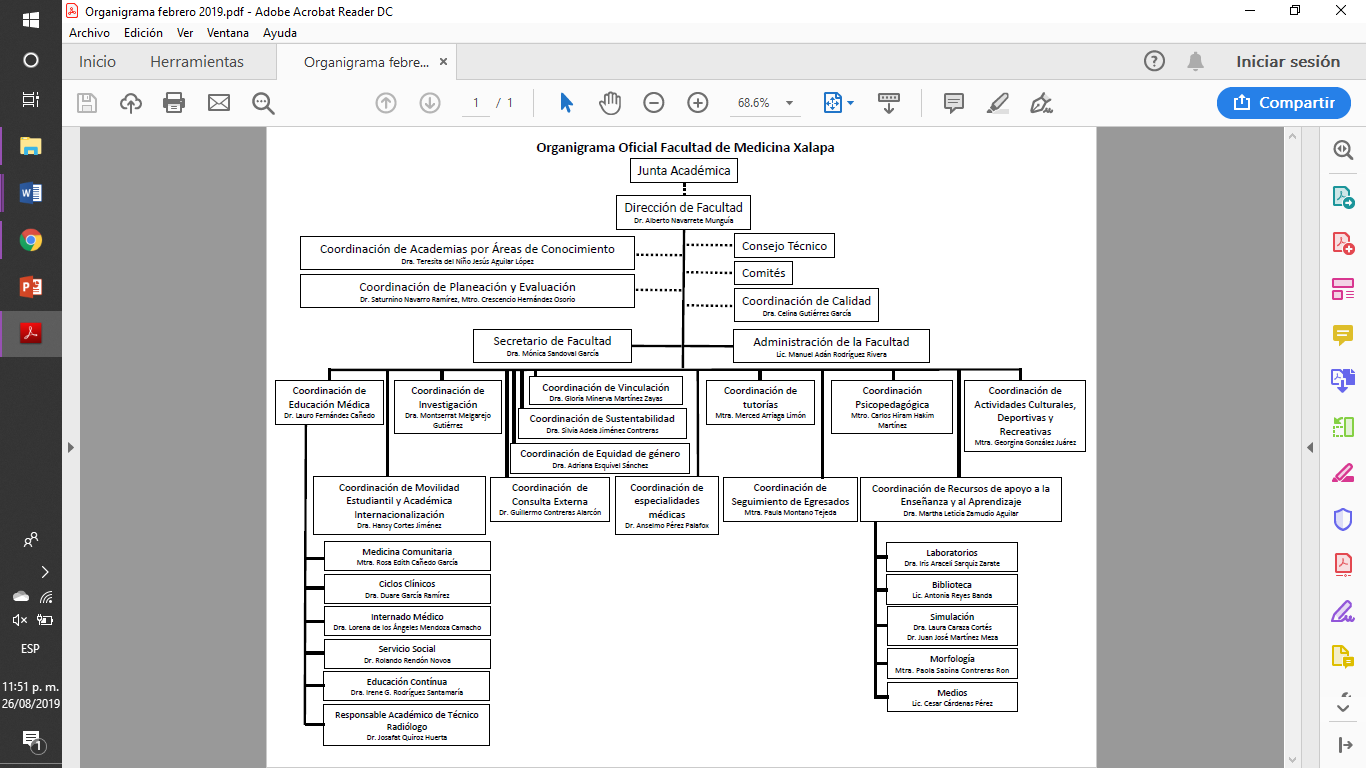 Organigrama febrero 2019.pdf - Adobe Acrobat Reader DC
Archivo Edición Ver Ventana Ayuda
Inicio Herramientas Organigrama febre... Iniciar sesión
1 / 1 68.6% Compartir
Organigrama Oficial Facultad de Medicina Xalapa
Junta Académica
Dirección de Facultad
Dr. Alberto Navarrete Munguía
Coordinación de Academias por Áreas de Conocimiento
Dra. Teresita del Niño Jesús Aguilar López
Consejo Técnico
Comités
Coordinación de Planeación y Evaluación
Dr. Saturnino Navarro Ramírez, Mtro. Crescencio Hernández Osorio
Coordinación de Calidad
Dra. Celina Gutiérrez García
Secretario de Facultad
Dra. Mónica Sandoval García
Administración de la Facultad
Lic. Manuel Adán Rodríguez Rivera
Coordinación de
Educación Médica
Dr. Lauro Fernández Cañedo
Coordinación de
Investigación
Dra. Montserrat Melgarejo
Gutiérrez
Coordinación de Vinculación
Dra. Gloria Minerva Martínez Zayas
Coordinación de Sustentabilidad
Dra. Silvia Adela Jiménez Contreras
Coordinación de Equidad de género
Dra. Adriana Esquivel Sánchez
Coordinación de
tutorías
Mtra. Merced Arriaga Limón
Coordinación
Psicopedagógica
Mtro. Carlos Hiram Hakim
Martínez
Coordinación de
Actividades Culturales,
Deportivas y
Recreativas
Mtra. Georgina González Juárez
Coordinación de Movilidad
Estudiantil y Académica
Internacionalización
Dra. Hansy Cortes Jiménez
Coordinación de
Consulta Externa
Dr. Guillermo Contreras Alarcón
Coordinación de
especialidades
médicas
Dr. Anselmo Pérez Palafox
Coordinación de
Seguimiento de Egresados
Mtra. Paula Montano Tejeda
Coordinación de Recursos de apoyo a la
Enseñanza y al Aprendizaje
Dra. Martha Leticia Zamudio Aguilar
Medicina Comunitaria
Mtra. Rosa Edith Cañedo García
Ciclos Clínicos
Dra. Duare García Ramírez
Internado Médico
Dra. Lorena de los Ángeles Mendoza Camacho
Servicio Social
Dr. Rolando Rendón Novoa
Educación Contínua
Dra. Irene G. Rodríguez Santamaría
Responsable Académico de Técnico
Radiólogo
Dr. Josafat Quiroz Huerta
Laboratorios
Dra. Iris Araceli Sarquiz Zarate
Biblioteca
Lic. Antonia Reyes Banda
Simulación
Dra. Laura Caraza Cortés
Dr. Juan José Martínez Meza
Morfología
Mtra. Paola Sabina Contreras Ron
Medios
Lic. Cesar Cárdenas Pérez
ESP
11:51 p. m.
26/08/2019
1